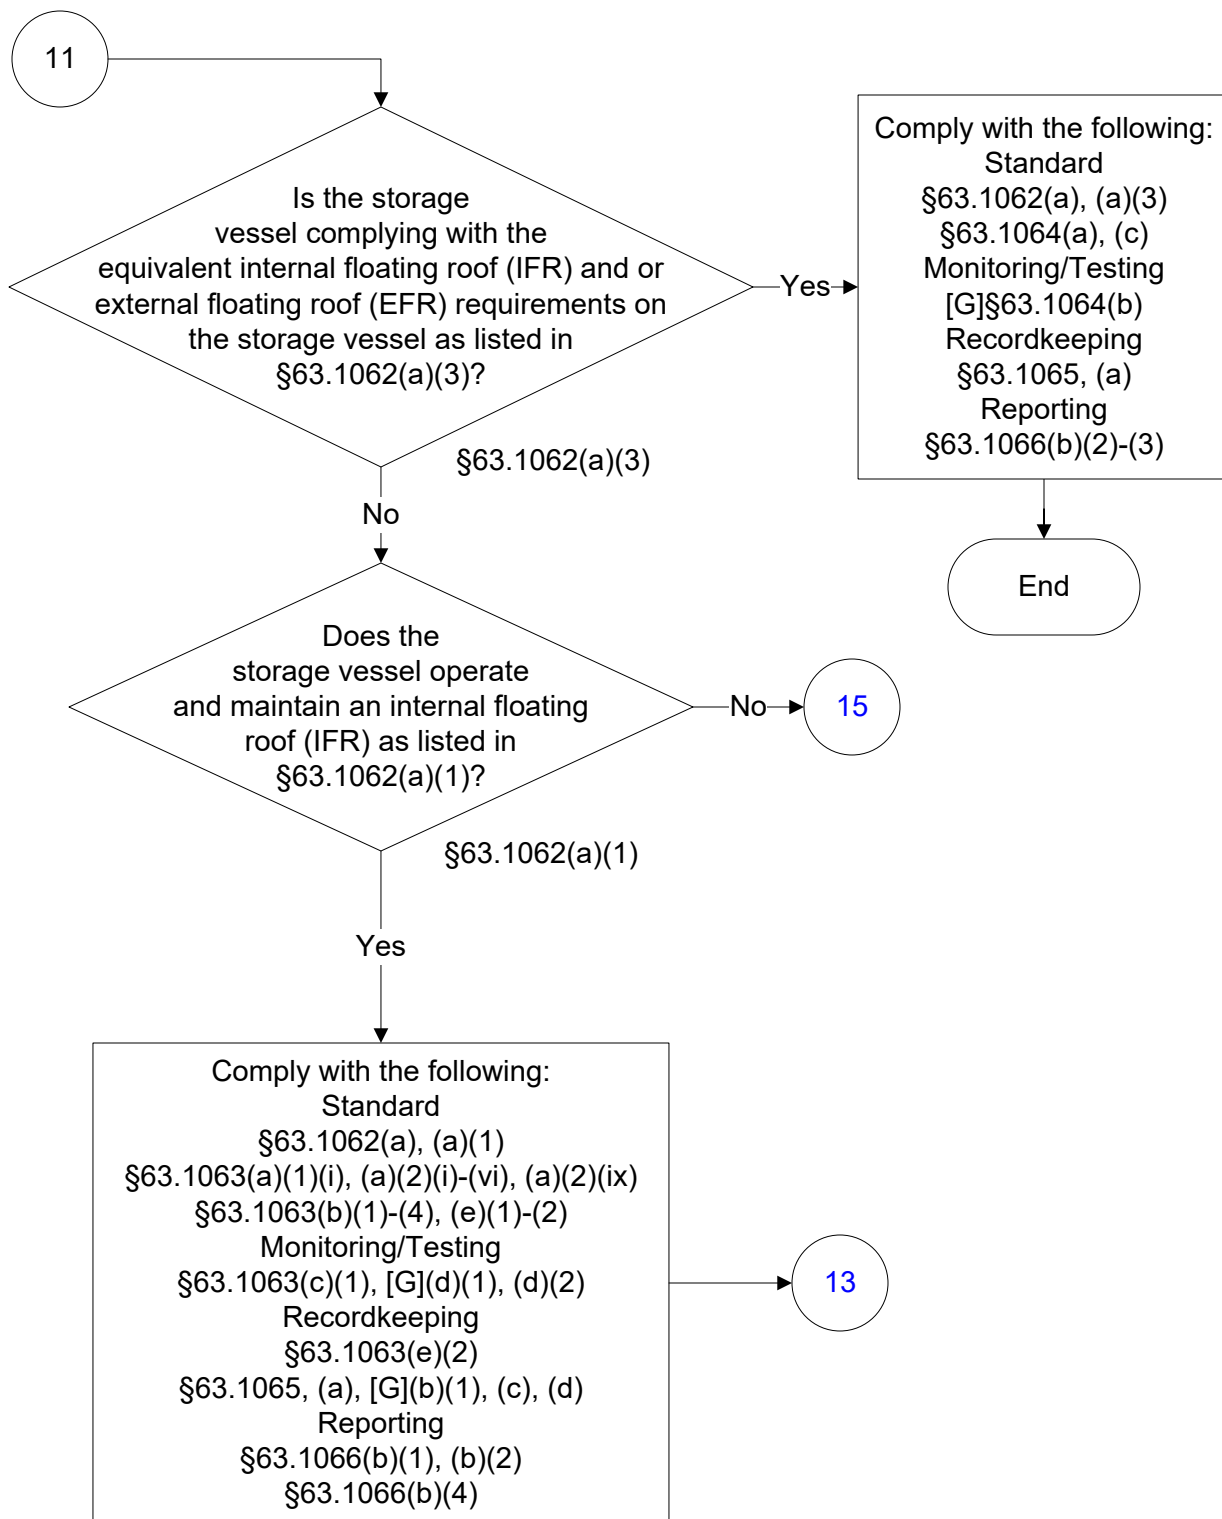 11
Is the storage
vessel complying with the
equivalent internal floating roof (IFR) and or
external floating roof (EFR) requirements on
the storage vessel as listed in
§63.1062(a)(3)?
§63.1062(a)(3)
Yes
Comply with the following:
Standard
§63.1062(a), (a)(3)
§63.1064(a), (c)
Monitoring/Testing
[G]§63.1064(b)
Recordkeeping
§63.1065, (a)
Reporting
§63.1066(b)(2)-(3)
End
No
Does the
storage vessel operate
and maintain an internal floating
roof (IFR) as listed in
§63.1062(a)(1)?
§63.1062(a)(1)
No
15
Yes
Comply with the following:
Standard
§63.1062(a), (a)(1)
§63.1063(a)(1)(i), (a)(2)(i)-(vi), (a)(2)(ix)
§63.1063(b)(1)-(4), (e)(1)-(2)
Monitoring/Testing
§63.1063(c)(1), [G](d)(1), (d)(2)
Recordkeeping
§63.1063(e)(2)
§63.1065, (a), [G](b)(1), (c), (d)
Reporting
§63.1066(b)(1), (b)(2)
§63.1066(b)(4)
13